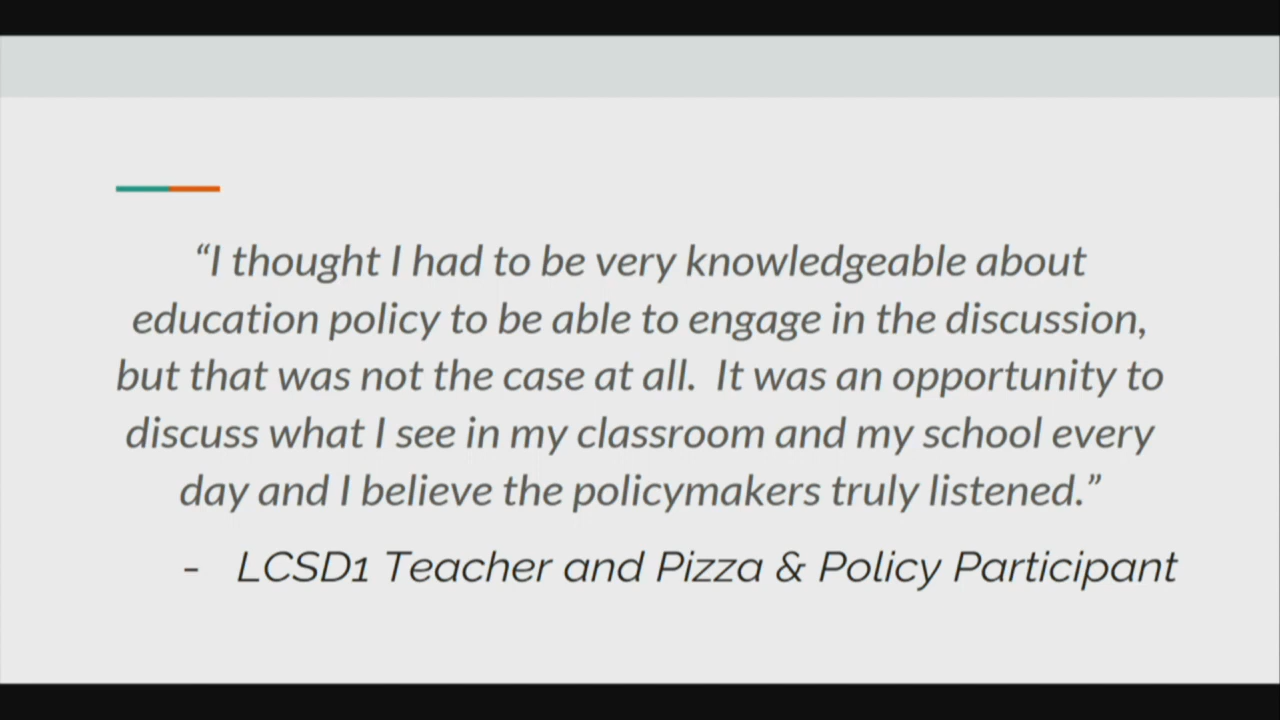 “I thought I had to be very knowledgeable about
education policy to be able to engage in the discussion,
but that was not the case at all.  It was an opportunity to
discuss what I see in my classroom and my school every
day and I believe the policymakers truly listened.”
- LCSD1 Teacher and Pizza & Policy Participant